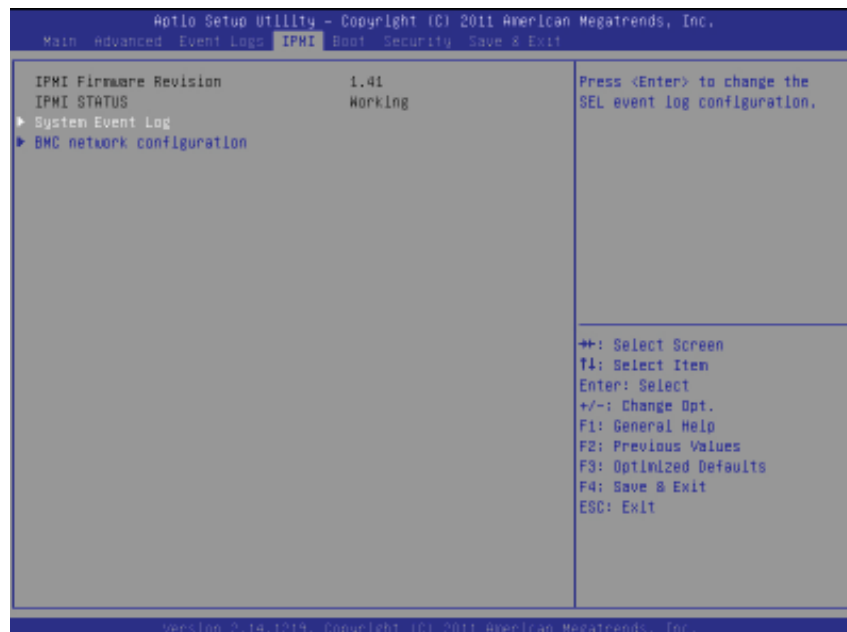 Aptio Setup Utility – Copyright (C) 2011 American Megatrends, Inc.
Main Advanced Event Logs IPMI Boot Security Save & Exit
IPMI Firmware Revision 1.41
IPMI STATUS Working
System Event Log
BMC network configuration
Press <Enter> to change the
SEL event log configuration.
→←: Select Screen
↑↓: Select Item
Enter: Select
+/-: Change Opt.
F1: General Help
F2: Previous Values
F3: Optimized Defaults
F4: Save & Exit
ESC: Exit
Version 2.14.1219. Copyright (C) 2011 American Megatrends, Inc.